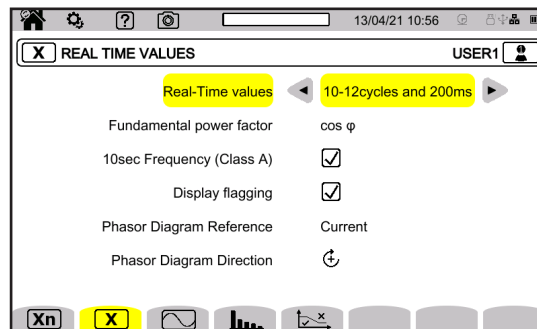 ?
13/04/21 10:56
X REAL TIME VALUES USER1
Real-Time values 10-12cycles and 200ms
Fundamental power factor cos φ
10sec Frequency (Class A)
Display flagging
Phasor Diagram Reference Current
Phasor Diagram Direction +
Xn X